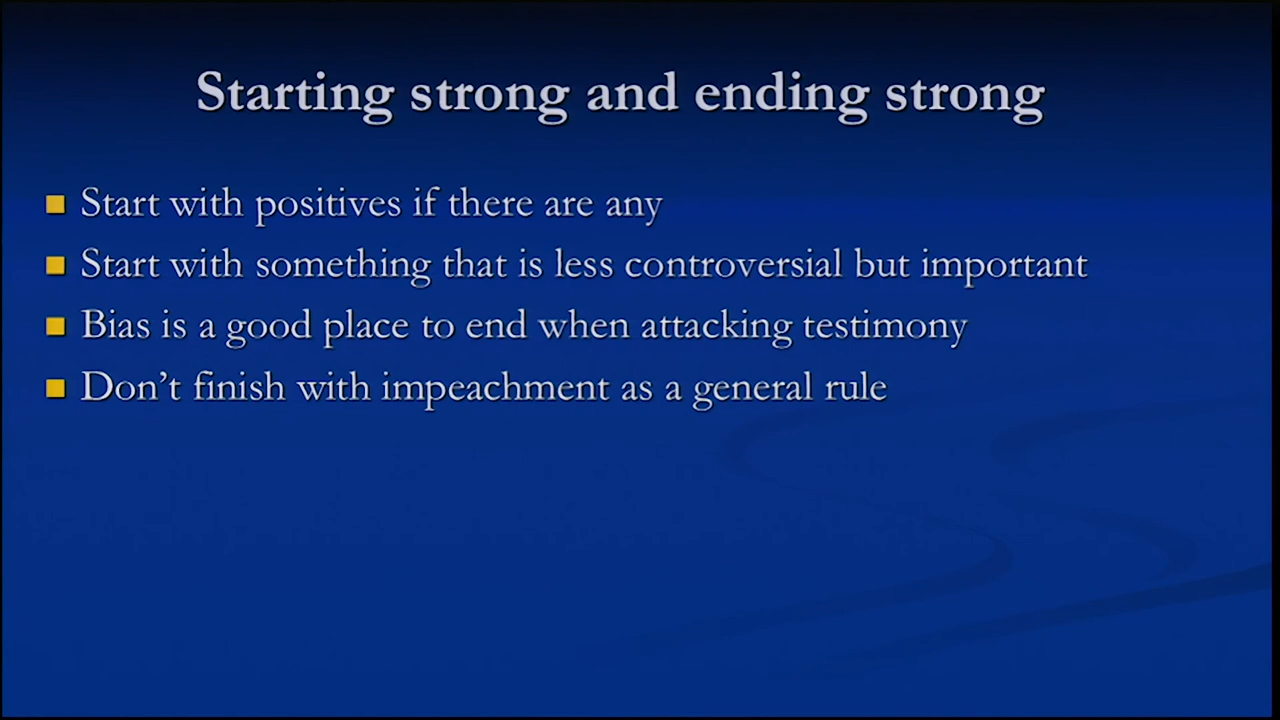 Starting strong and ending strong
Start with positives if there are any
Start with something that is less controversial but important
Bias is a good place to end when attacking testimony
Don’t finish with impeachment as a general rule